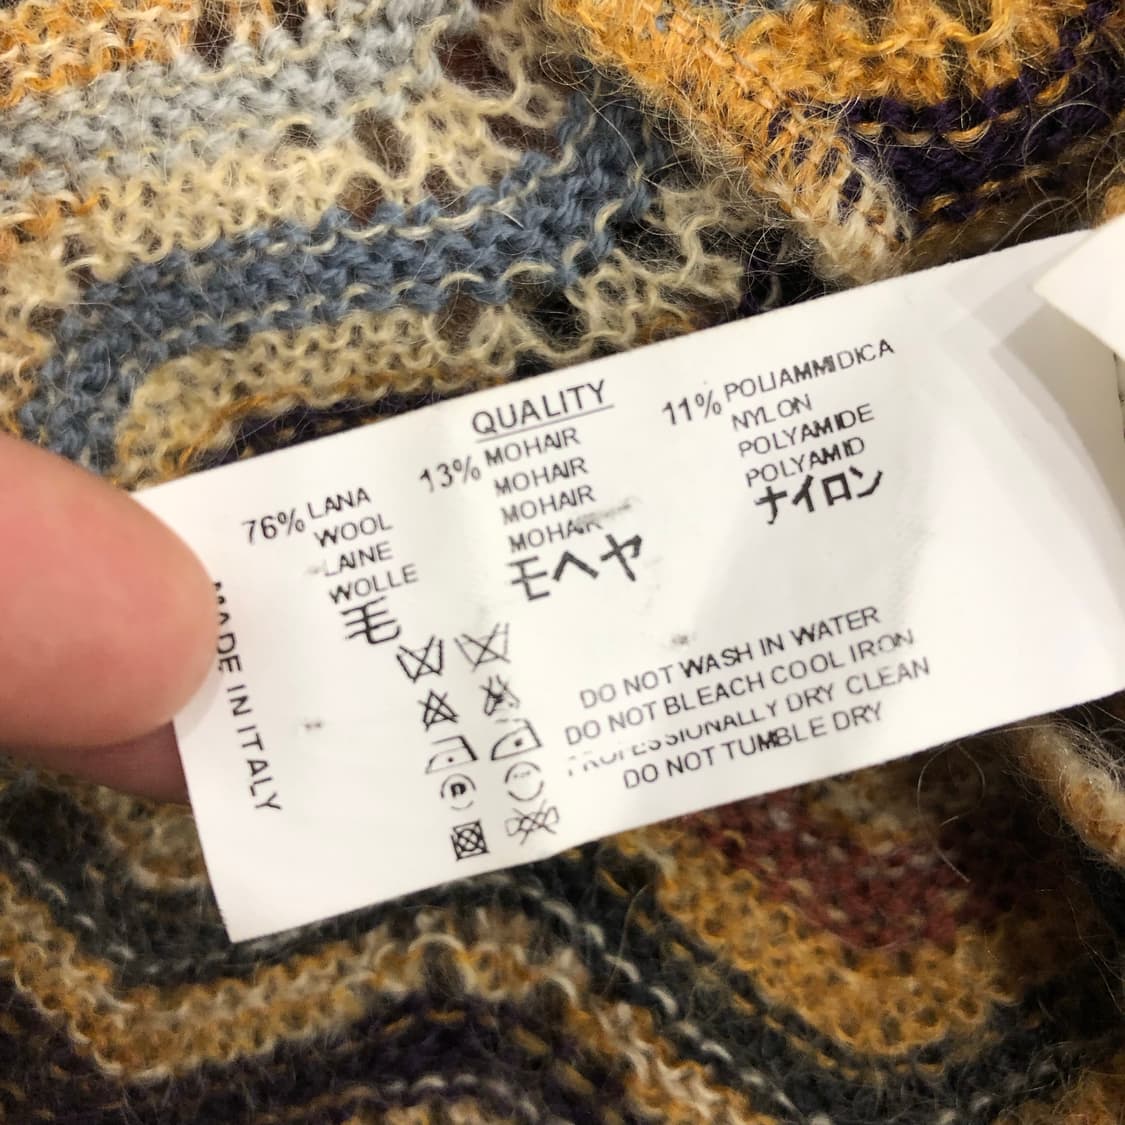 QUALITY
76% LANA
WOOL
LAINE
WOLLE
毛
13% MOHAIR
MOHAIR
MOHAIR
MOHAIR
モヘヤ
11% POLIAMMIDICA
NYLON
POLYAMIDE
POLYAMID
ナイロン
MADE IN ITALY
DO NOT WASH IN WATER
DO NOT BLEACH COOL IRON
PROFESSIONALLY DRY CLEAN
DO NOT TUMBLE DRY